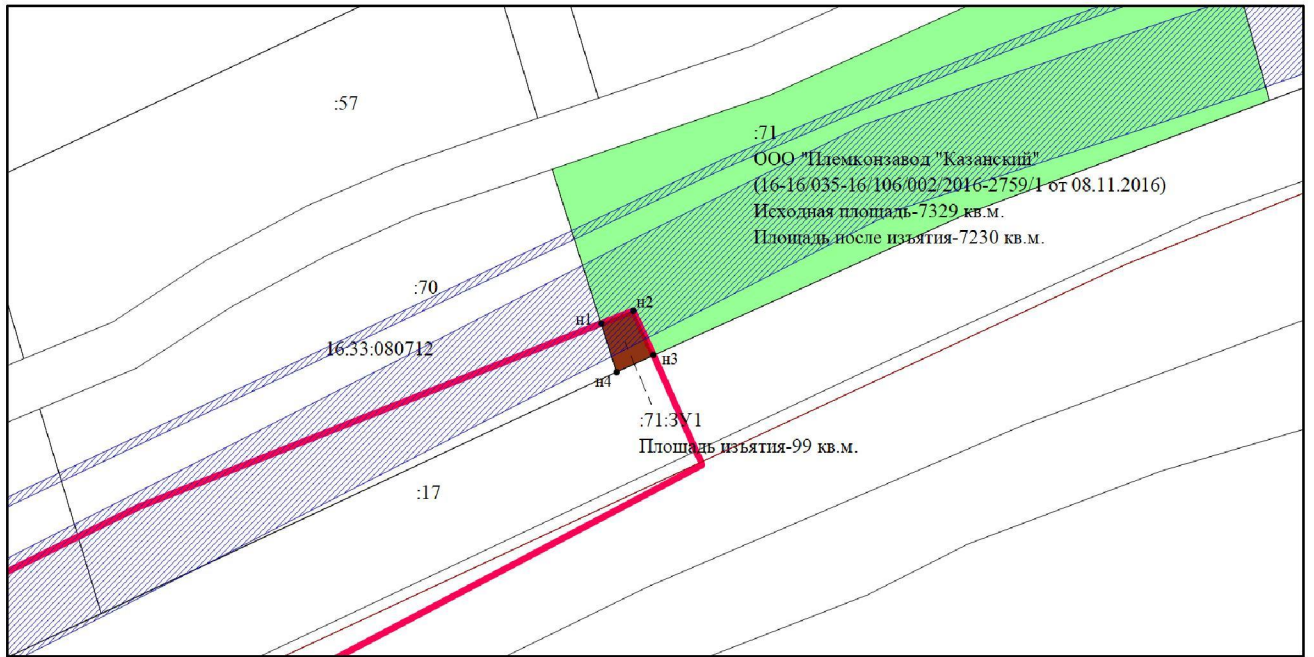 :57
:71
ООО "Племконзавод "Казанский"
(16-16/035-16/106/002/2016-2759/1 от 08.11.2016)
Исходная площадь-7329 кв.м.
Площадь после изъятия-7230 кв.м.
:70
н2
н1
16:33:080712
н3
н4
:71:ЗУ1
Площадь изъятия-99 кв.м.
:17